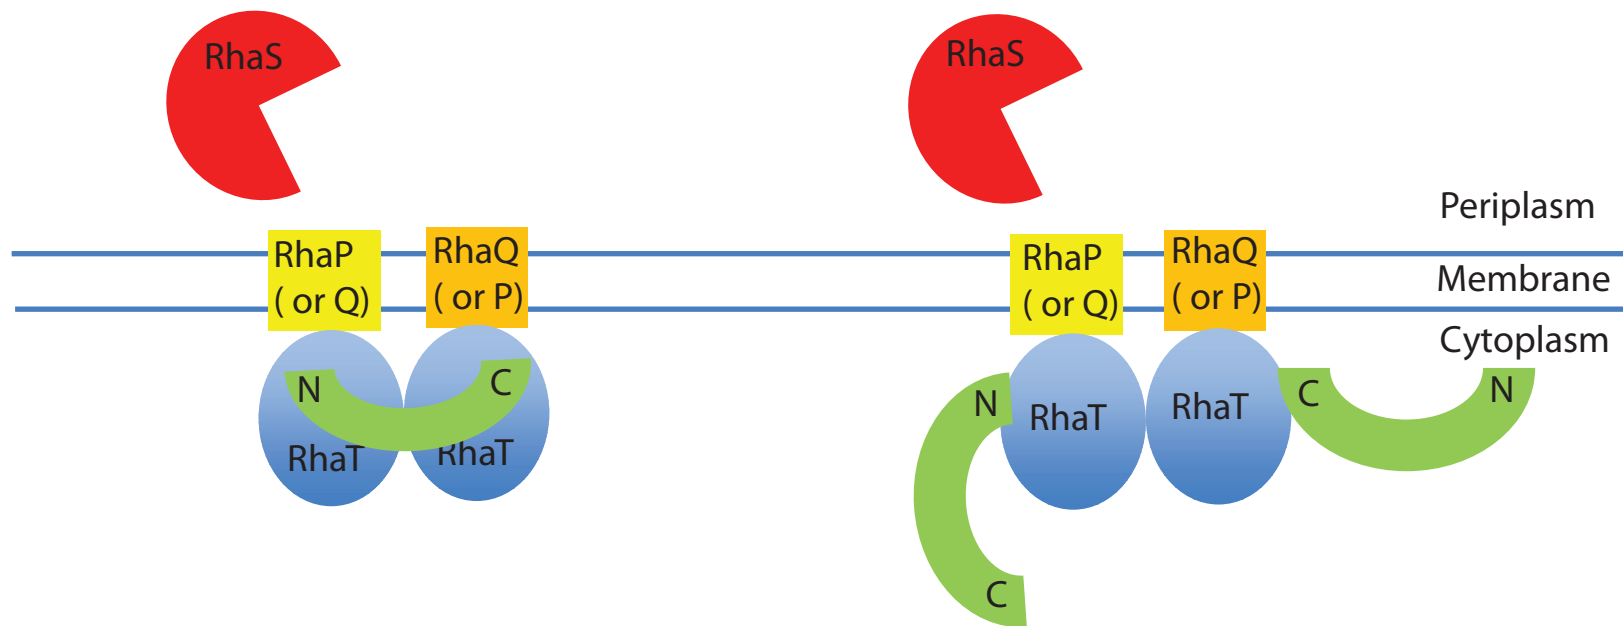 RhaS
RhaP
( or Q)
RhaQ
( or P)
N
C
RhaT
RhaT
RhaS
RhaP
( or Q)
RhaQ
( or P)
N
RhaT
RhaT
C
N
C
Periplasm
Membrane
Cytoplasm